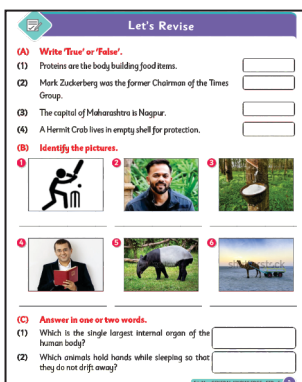 Let's Revise
(A) Write 'True' or 'False'.
(1) Proteins are the body building food items.
(2) Mark Zuckerberg was the former Chairman of the Times
Group.
(3) The capital of Maharashtra is Nagpur.
(4) A Hermit Crab lives in empty shell for protection.
(B) Identify the pictures.
1 2 3
4 5 6
(C) Answer in one or two words.
(1) Which is the single largest internal organ of the
human body?
(2) Which animals hold hands while sleeping so that
they do not drift away?